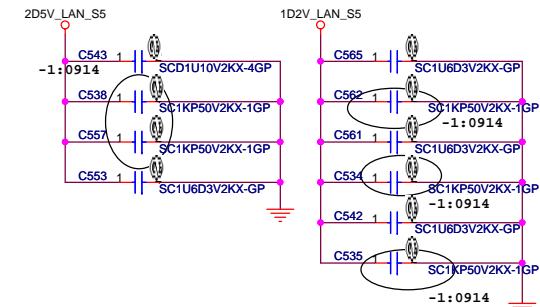 2D5V_LAN_S5
C543 1 SCD1U10V2KX-4GP
-1:0914
C538 1 SC1KP50V2KX-1GP
C557 1 SC1KP50V2KX-1GP
C553 1 SC1U6D3V2KX-GP
1D2V_LAN_S5
C565 1 SC1U6D3V2KX-GP
C562 1 SC1KP50V2KX-1GP
-1:0914
C561 1 SC1U6D3V2KX-GP
C534 1 SC1KP50V2KX-1GP
-1:0914
C542 1 SC1U6D3V2KX-GP
C535 1 SC1KP50V2KX-1GP
-1:0914